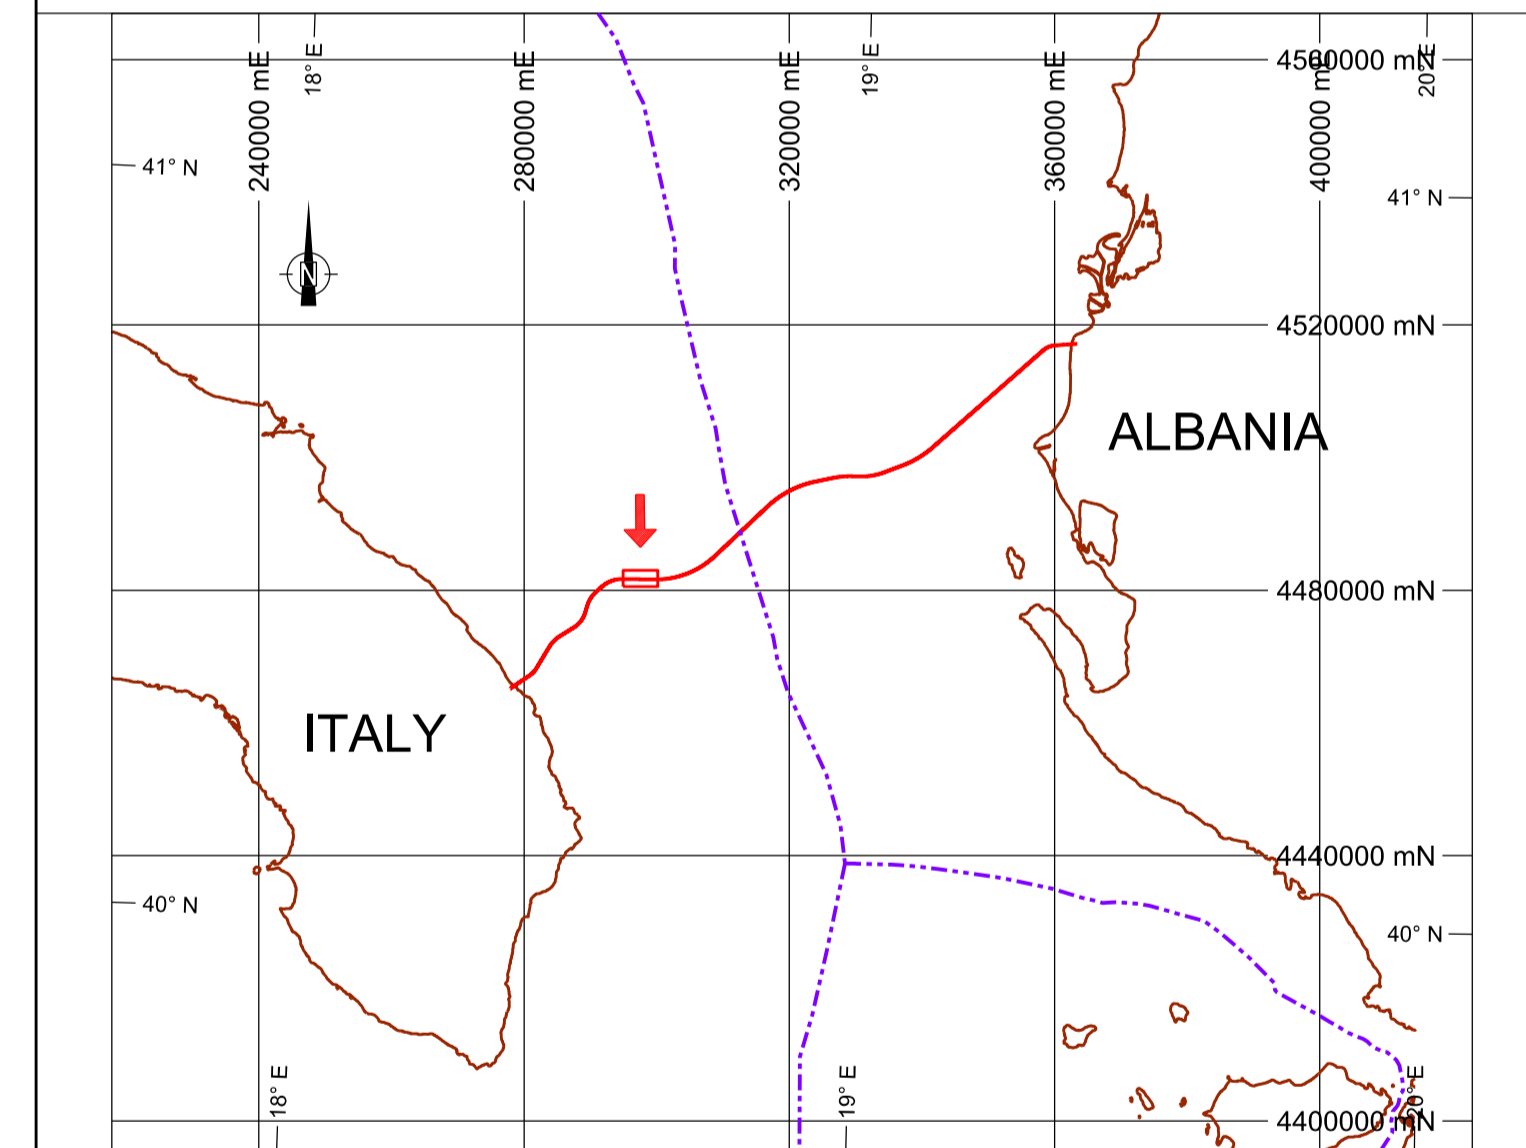 240000 mE
18° E
280000 mE
320000 mE
19° E
360000 mE
400000 mE
20° E
4560000 mN
41° N
41° N
N
4520000 mN
ALBANIA
4480000 mN
ITALY
4440000 mN
40° N
40° N
18° E
19° E
20° E
4400000 mN